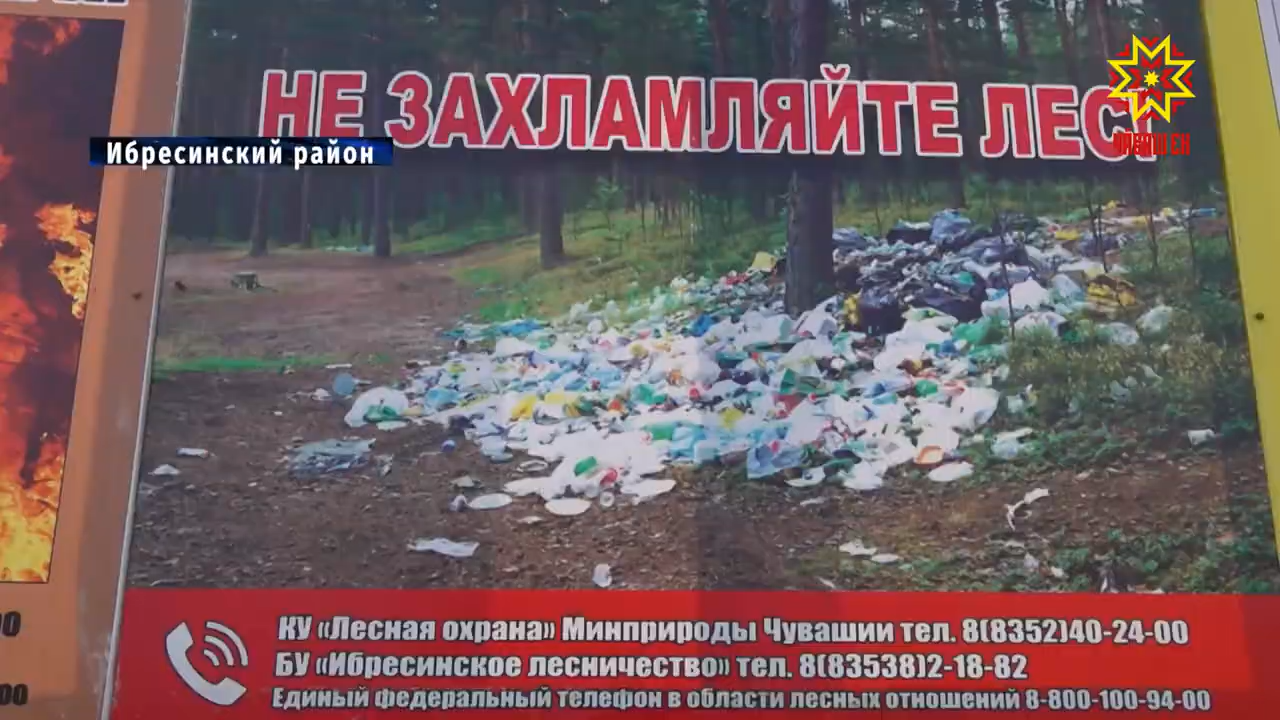 НЕ ЗАХЛАМЛЯЙТЕ ЛЕС!
Ибресинский район
КУ «Лесная охрана» Минприроды Чувашии тел. 8(8352)40-24-00
БУ «Ибресинское лесничество» тел. 8(83538)2-18-82
Единый федеральный телефон в области лесных отношений 8-800-100-94-00